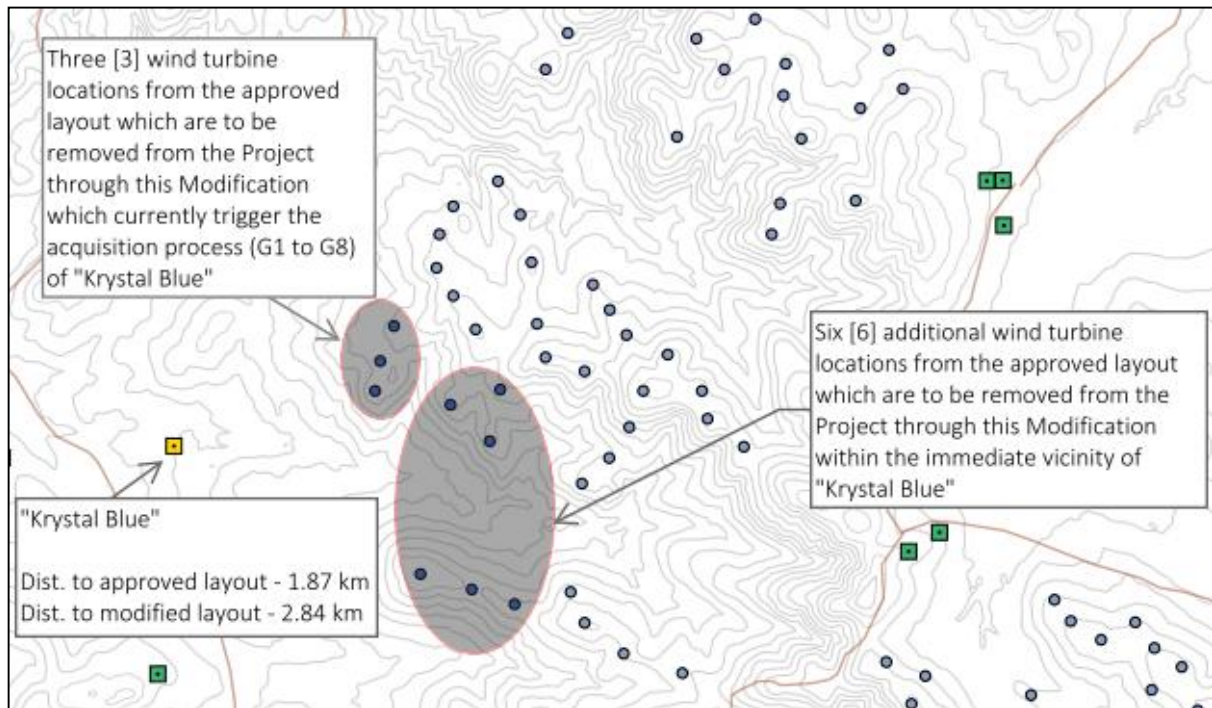 Three [3] wind turbine
locations from the approved
layout which are to be
removed from the Project
through this Modification
which currently trigger the
acquisition process (G1 to G8)
of "Krystal Blue"
Six [6] additional wind turbine
locations from the approved layout
which are to be removed from the
Project through this Modification
within the immediate vicinity of
"Krystal Blue"
"Krystal Blue"
Dist. to approved layout - 1.87 km
Dist. to modified layout - 2.84 km